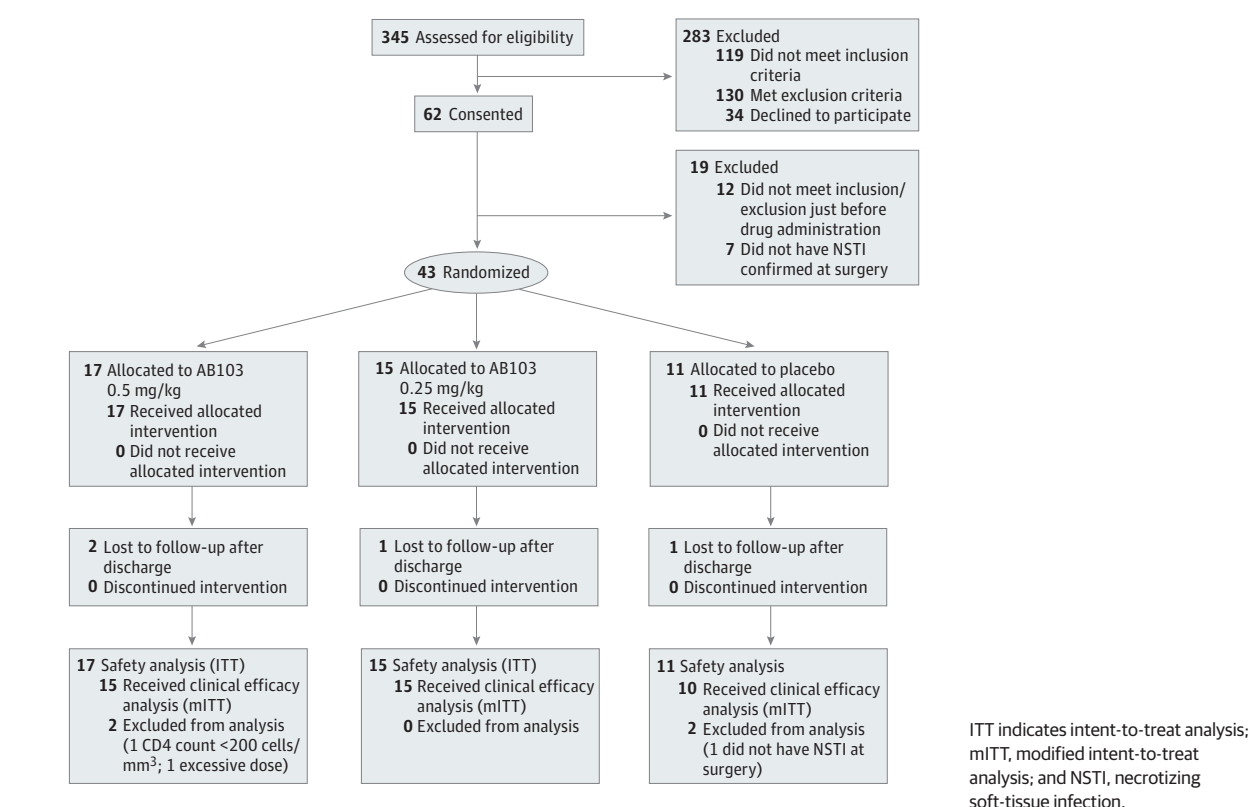 345 Assessed for eligibility
283 Excluded
119 Did not meet inclusion
criteria
130 Met exclusion criteria
34 Declined to participate
62 Consented
19 Excluded
12 Did not meet inclusion/
exclusion just before
drug administration
7 Did not have NSTI
confirmed at surgery
43 Randomized
17 Allocated to AB103
0.5 mg/kg
17 Received allocated
intervention
0 Did not receive
allocated intervention
15 Allocated to AB103
0.25 mg/kg
15 Received allocated
intervention
0 Did not receive
allocated intervention
11 Allocated to placebo
11 Received allocated
intervention
0 Did not receive
allocated intervention
2 Lost to follow-up after
discharge
0 Discontinued intervention
1 Lost to follow-up after
discharge
0 Discontinued intervention
1 Lost to follow-up after
discharge
0 Discontinued intervention
17 Safety analysis (ITT)
15 Received clinical efficacy
analysis (mITT)
2 Excluded from analysis
(1 CD4 count <200 cells/
mm³; 1 excessive dose)
15 Safety analysis (ITT)
15 Received clinical efficacy
analysis (mITT)
0 Excluded from analysis
11 Safety analysis
10 Received clinical efficacy
analysis (mITT)
2 Excluded from analysis
(1 did not have NSTI at
surgery)
ITT indicates intent-to-treat analysis;
mITT, modified intent-to-treat
analysis; and NSTI, necrotizing
soft-tissue infection.